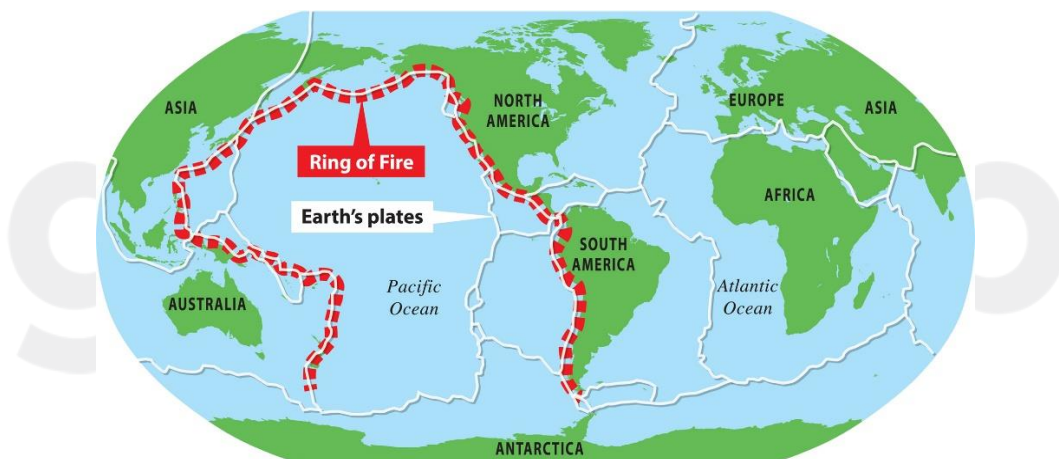 ASIA
NORTH
AMERICA
EUROPE
ASIA
Ring of Fire
AFRICA
Earth's plates
SOUTH
AMERICA
Pacific
Ocean
Atlantic
Ocean
AUSTRALIA
ANTARCTICA